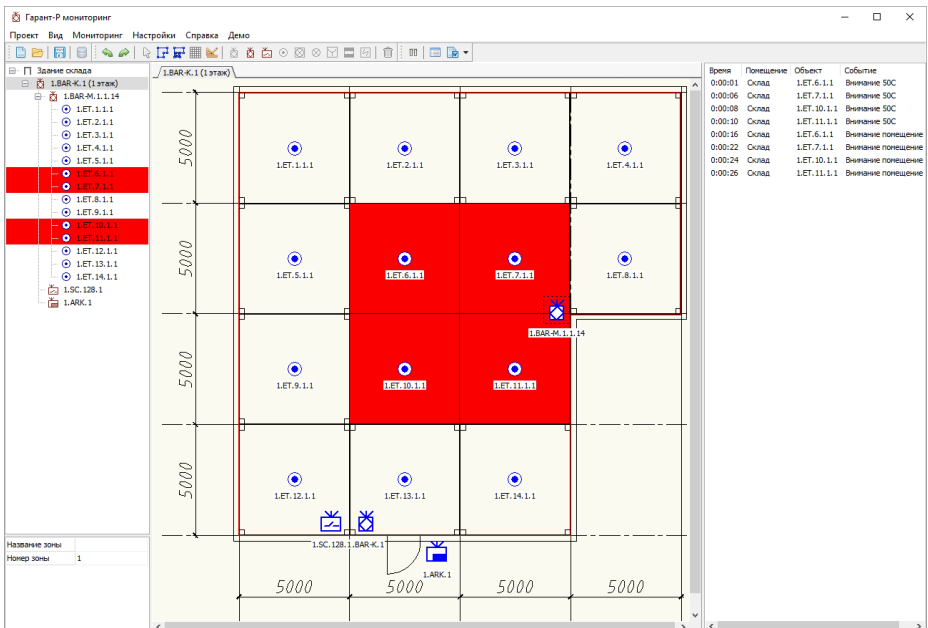 Гарант-Р мониторинг
Проект Вид Мониторинг Настройки Справка Демо
Здание склада
1.BAR-K.1 (1 этаж)
1.BAR-M.1.1.14
1.ET.1.1.1
1.ET.2.1.1
1.ET.3.1.1
1.ET.4.1.1
1.ET.5.1.1
1.ET.6.1.1
1.ET.7.1.1
1.ET.8.1.1
1.ET.9.1.1
1.ET.10.1.1
1.ET.11.1.1
1.ET.12.1.1
1.ET.13.1.1
1.ET.14.1.1
1.SC.128.1
1.ARK.1
Название зоны
Номер зоны 1
1.BAR-K.1 (1 этаж)
5000
1.ET.1.1.1 1.ET.2.1.1 1.ET.3.1.1 1.ET.4.1.1
5000
1.ET.5.1.1 1.ET.6.1.1 1.ET.7.1.1 1.ET.8.1.1
1.BAR-M.1.1.14
5000
1.ET.9.1.1 1.ET.10.1.1 1.ET.11.1.1
5000
1.ET.12.1.1 1.ET.13.1.1 1.ET.14.1.1
1.SC.128.1 1.BAR-K.1
1.ARK.1
5000 5000 5000 5000
Время Помещение Объект Событие
0:00:01 Склад 1.ET.6.1.1 Внимание 50C
0:00:06 Склад 1.ET.7.1.1 Внимание 50C
0:00:08 Склад 1.ET.10.1.1 Внимание 50C
0:00:10 Склад 1.ET.11.1.1 Внимание 50C
0:00:16 Склад 1.ET.6.1.1 Внимание помещение
0:00:22 Склад 1.ET.7.1.1 Внимание помещение
0:00:24 Склад 1.ET.10.1.1 Внимание помещение
0:00:26 Склад 1.ET.11.1.1 Внимание помещение